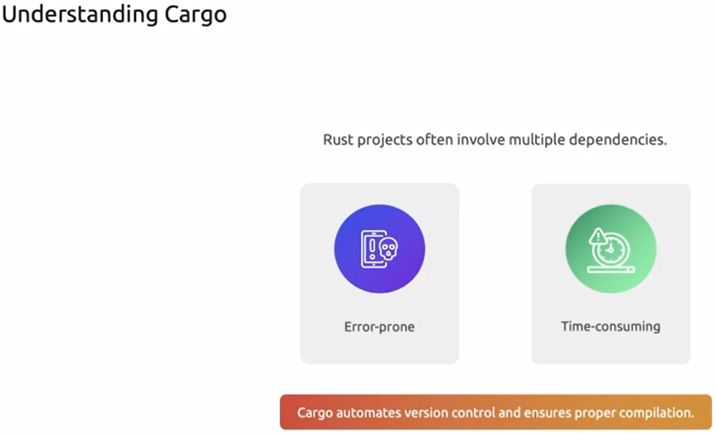 Understanding Cargo
Rust projects often involve multiple dependencies.
Error-prone
Time-consuming
Cargo automates version control and ensures proper compilation.